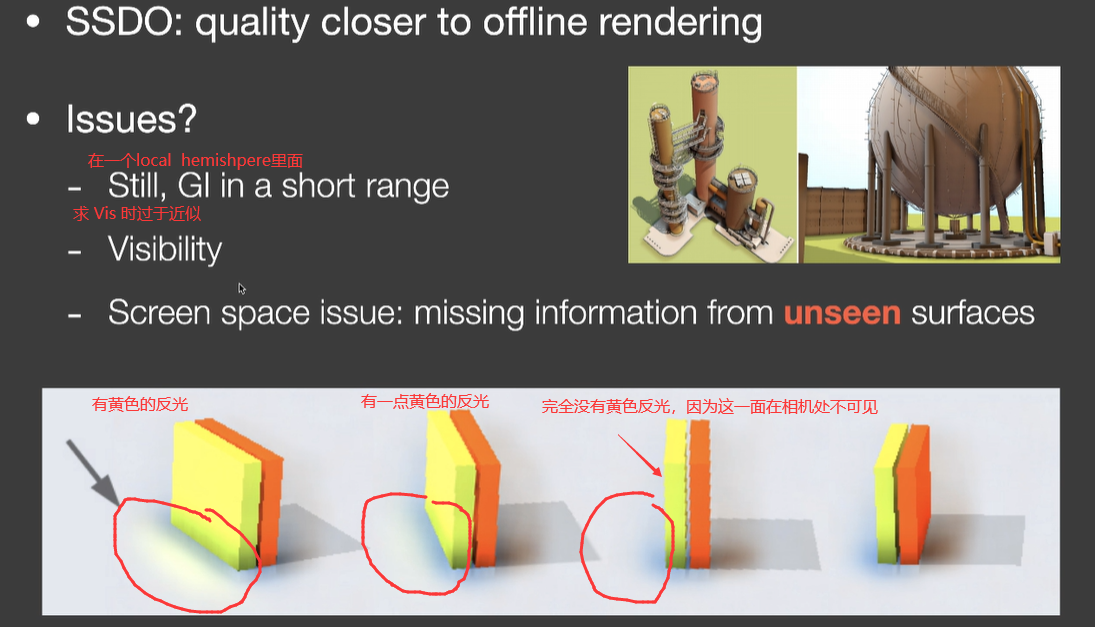 • SSDO: quality closer to offline rendering
• Issues?
在一个local hemishpere里面
- Still, GI in a short range
求 Vis 时过于近似
- Visibility
- Screen space issue: missing information from unseen surfaces
有黄色的反光
有一点黄色的反光
完全没有黄色反光，因为这一面在相机处不可见